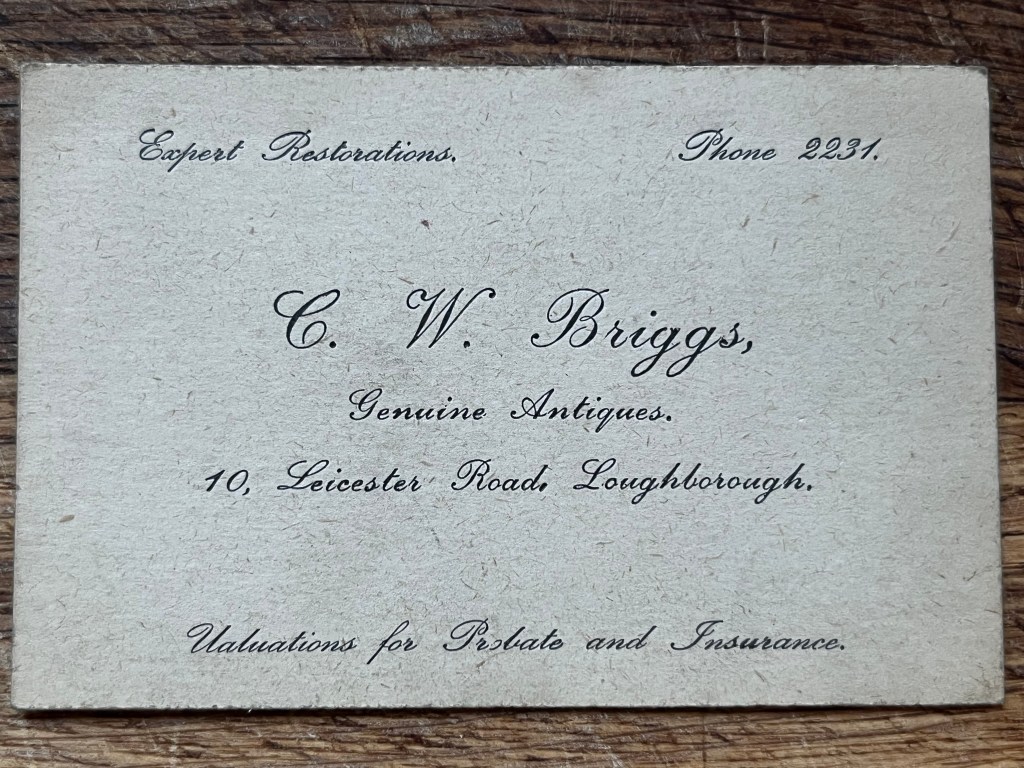 Expert Restorations. Phone 2231.
C. W. Briggs,
Genuine Antiques.
10, Leicester Road, Loughborough.
Valuations for Probate and Insurance.